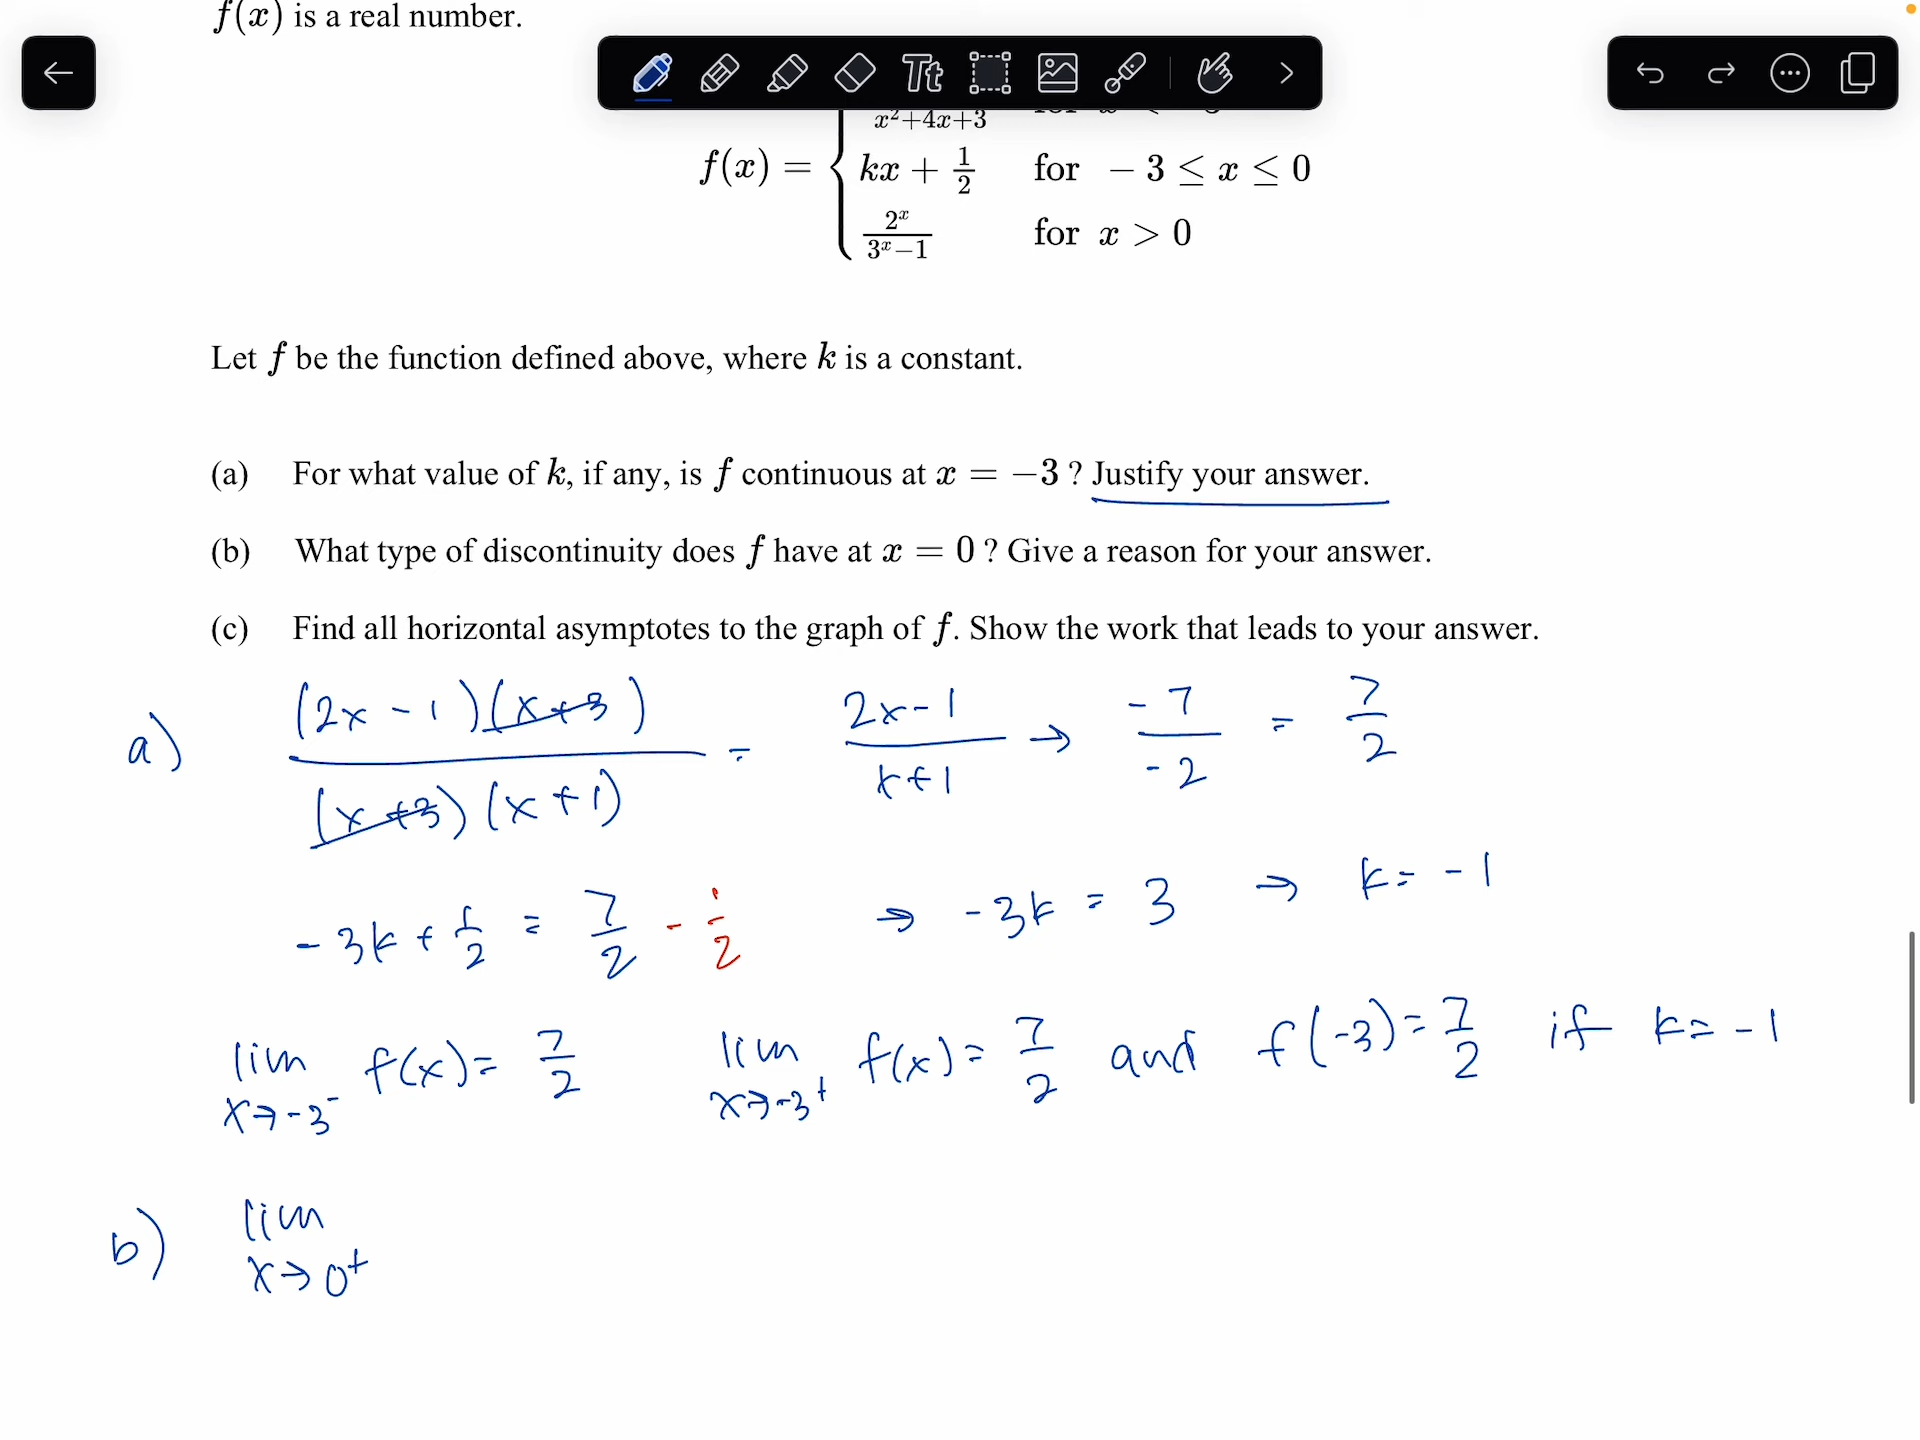 f(x) is a real number.
Tt
x²+4x+3
f(x) = { kx + 1/2 for − 3 ≤ x ≤ 0
2ˣ/(3ˣ−1) for x > 0
Let f be the function defined above, where k is a constant.
(a) For what value of k, if any, is f continuous at x = −3 ? Justify your answer.
(b) What type of discontinuity does f have at x = 0 ? Give a reason for your answer.
(c) Find all horizontal asymptotes to the graph of f. Show the work that leads to your answer.
a) (2x - 1)(x+3) / (x+3)(x+1) = 2x-1 / x+1 → -7/-2 = 7/2
-3k + 1/2 = 7/2 - 1/2 → -3k = 3 → k = -1
lim x→-3⁻ f(x) = 7/2 lim x→-3⁺ f(x) = 7/2 and f(-3) = 7/2 if k = -1
b) lim x→0⁺